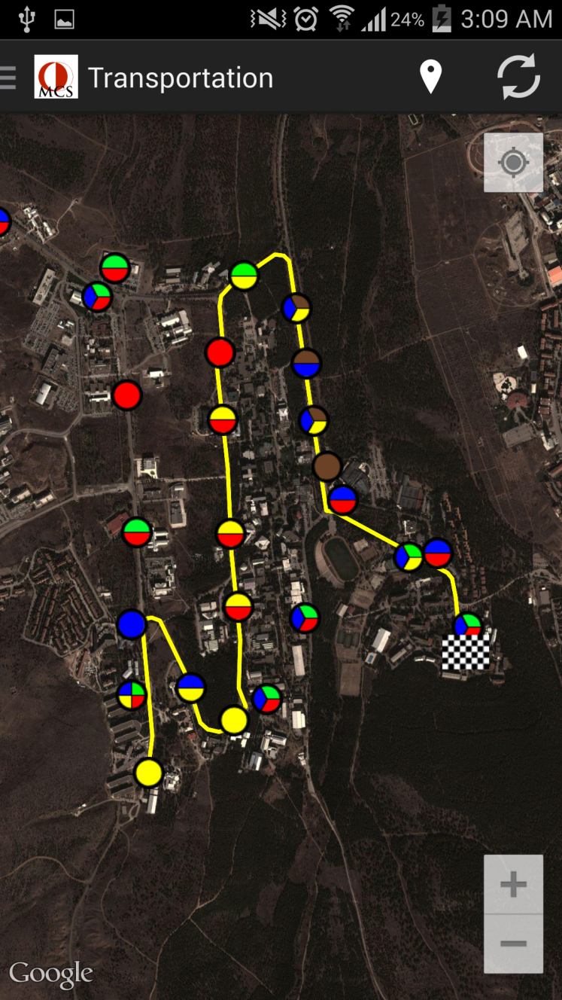 24% 3:09 AM
MCS Transportation
+
−
Google